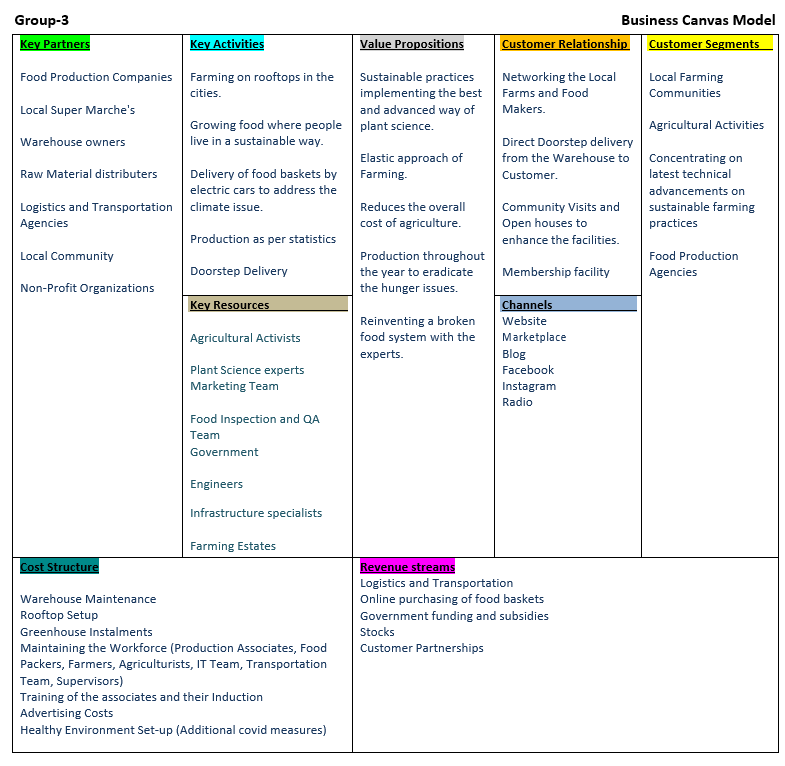 Group-3
Business Canvas Model
Key Partners
Food Production Companies
Local Super Marche's
Warehouse owners
Raw Material distributers
Logistics and Transportation
Agencies
Local Community
Non-Profit Organizations
Key Activities
Farming on rooftops in the
cities.
Growing food where people
live in a sustainable way.
Delivery of food baskets by
electric cars to address the
climate issue.
Production as per statistics
Doorstep Delivery
Key Resources
Agricultural Activists
Plant Science experts
Marketing Team
Food Inspection and QA
Team
Government
Engineers
Infrastructure specialists
Farming Estates
Value Propositions
Sustainable practices
implementing the best
and advanced way of
plant science.
Elastic approach of
Farming.
Reduces the overall
cost of agriculture.
Production throughout
the year to eradicate
the hunger issues.
Reinventing a broken
food system with the
experts.
Customer Relationship
Networking the Local
Farms and Food
Makers.
Direct Doorstep delivery
from the Warehouse to
Customer.
Community Visits and
Open houses to
enhance the facilities.
Membership facility
Channels
Website
Marketplace
Blog
Facebook
Instagram
Radio
Customer Segments
Local Farming
Communities
Agricultural Activities
Concentrating on
latest technical
advancements on
sustainable farming
practices
Food Production
Agencies
Cost Structure
Warehouse Maintenance
Rooftop Setup
Greenhouse Instalments
Maintaining the Workforce (Production Associates, Food
Packers, Farmers, Agriculturists, IT Team, Transportation
Team, Supervisors)
Training of the associates and their Induction
Advertising Costs
Healthy Environment Set-up (Additional covid measures)
Revenue streams
Logistics and Transportation
Online purchasing of food baskets
Government funding and subsidies
Stocks
Customer Partnerships